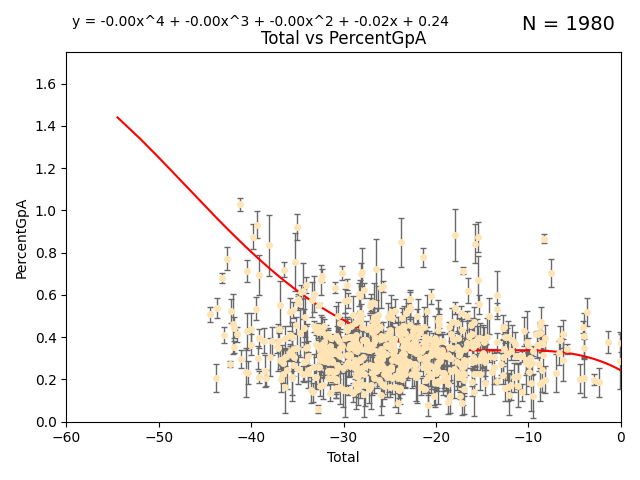 y = -0.00x^4 + -0.00x^3 + -0.00x^2 + -0.02x + 0.24
N = 1980
Total vs PercentGpA
1.6
1.4
1.2
1.0
0.8
0.6
0.4
0.2
0.0
PercentGpA
−60 −50 −40 −30 −20 −10 0
Total